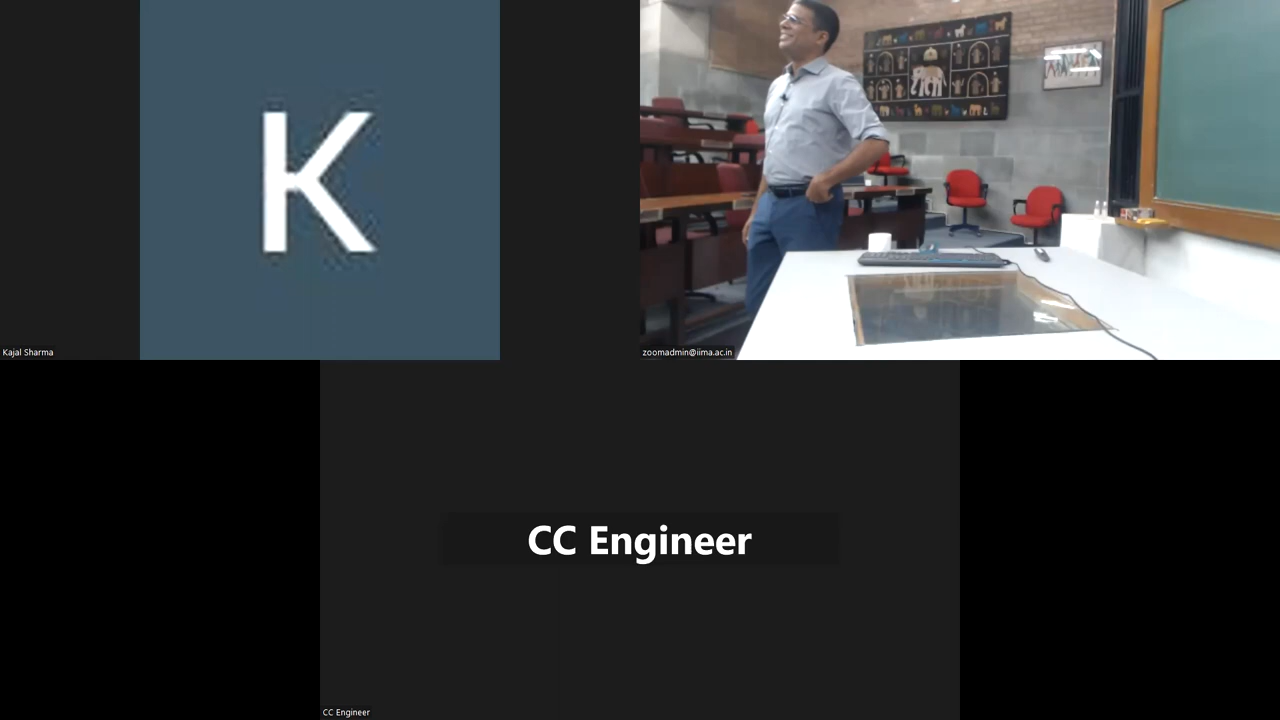 K
Kajal Sharma
zoomadmin@iima.ac.in
CC Engineer
CC Engineer